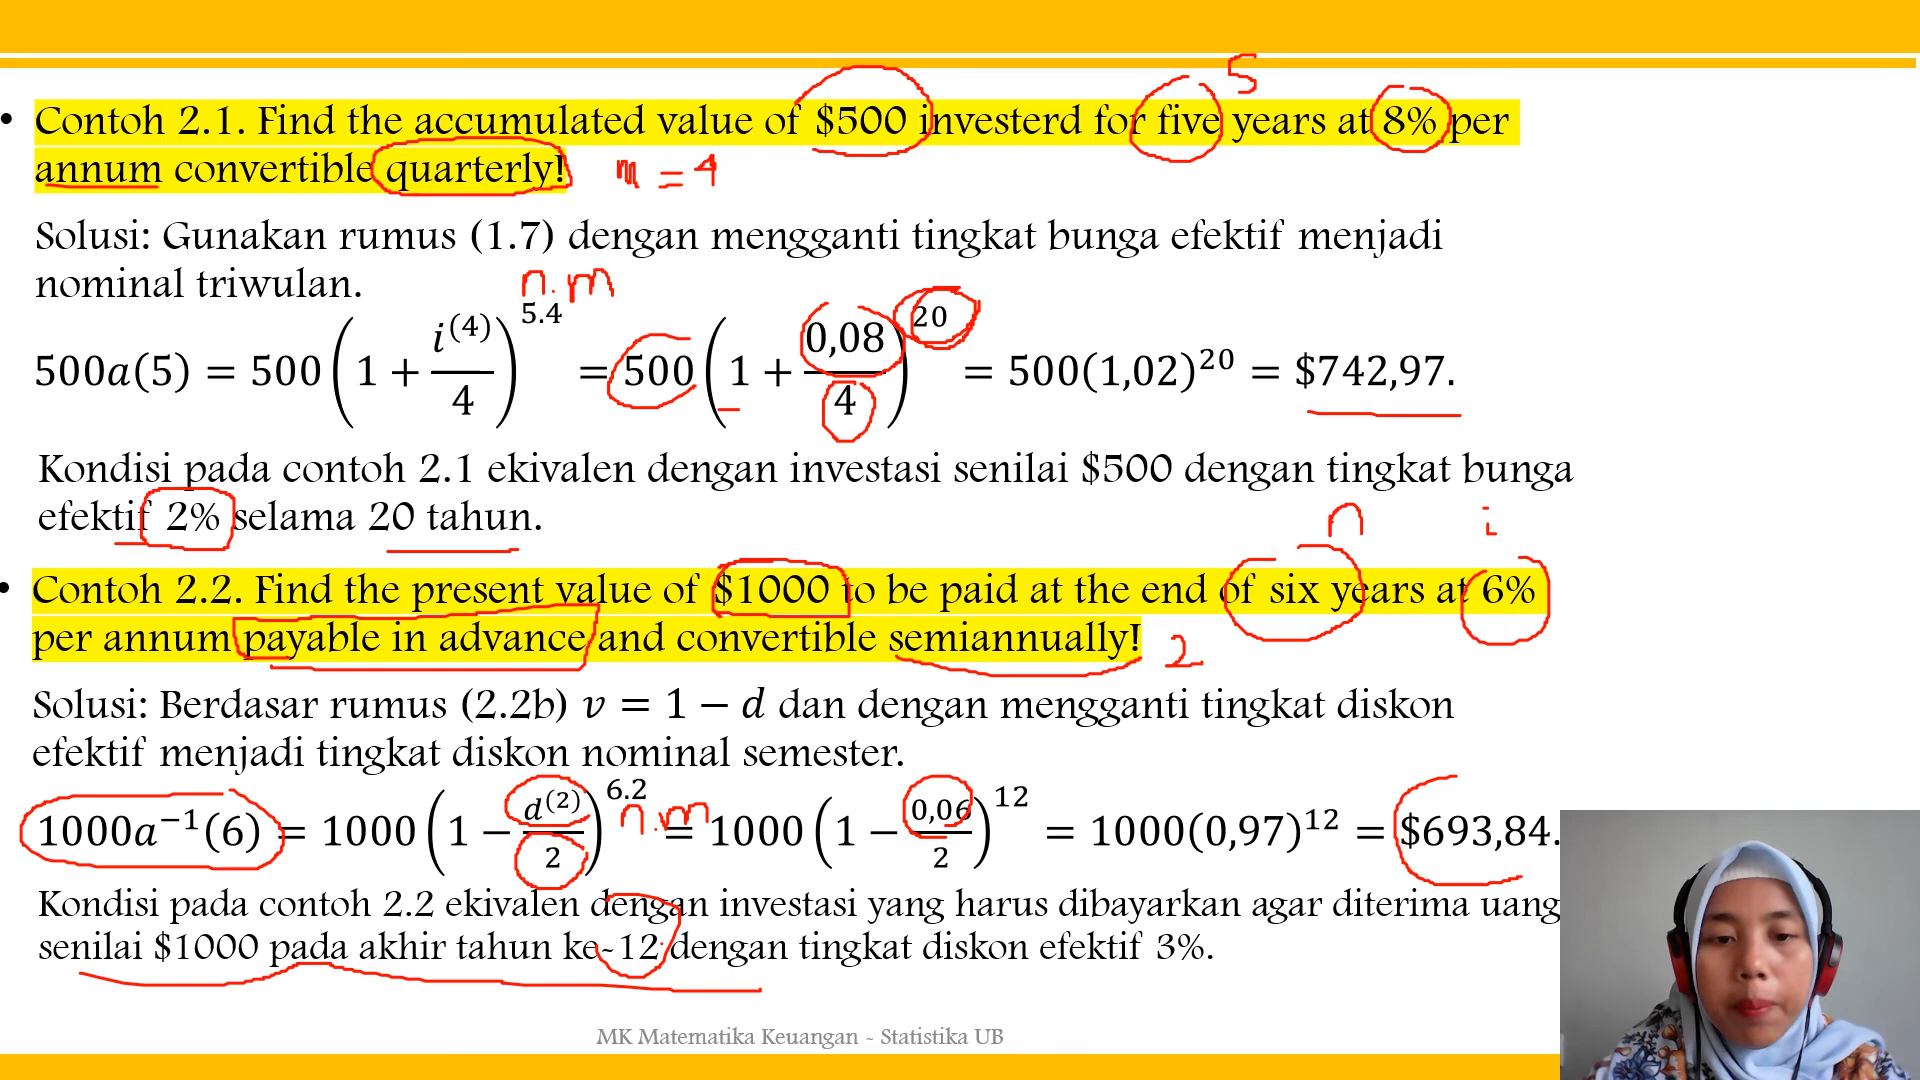 5
• Contoh 2.1. Find the accumulated value of $500 investerd for five years at 8% per
annum convertible quarterly! m = 4
Solusi: Gunakan rumus (1.7) dengan mengganti tingkat bunga efektif menjadi
nominal triwulan.
n.m
500a(5) = 500(1 + i^(4)/4)^5.4 = 500(1 + 0,08/4)^20 = 500(1,02)^20 = $742,97.
Kondisi pada contoh 2.1 ekivalen dengan investasi senilai $500 dengan tingkat bunga
efektif 2% selama 20 tahun.
n i
• Contoh 2.2. Find the present value of $1000 to be paid at the end of six years at 6%
per annum payable in advance and convertible semiannually! 2
Solusi: Berdasar rumus (2.2b) v = 1 − d dan dengan mengganti tingkat diskon
efektif menjadi tingkat diskon nominal semester.
1000a^−1(6) = 1000(1 − d^(2)/2)^6.2 = 1000(1 − 0,06/2)^12 = 1000(0,97)^12 = $693,84.
n.m
Kondisi pada contoh 2.2 ekivalen dengan investasi yang harus dibayarkan agar diterima uang
senilai $1000 pada akhir tahun ke-12 dengan tingkat diskon efektif 3%.
MK Matematika Keuangan - Statistika UB